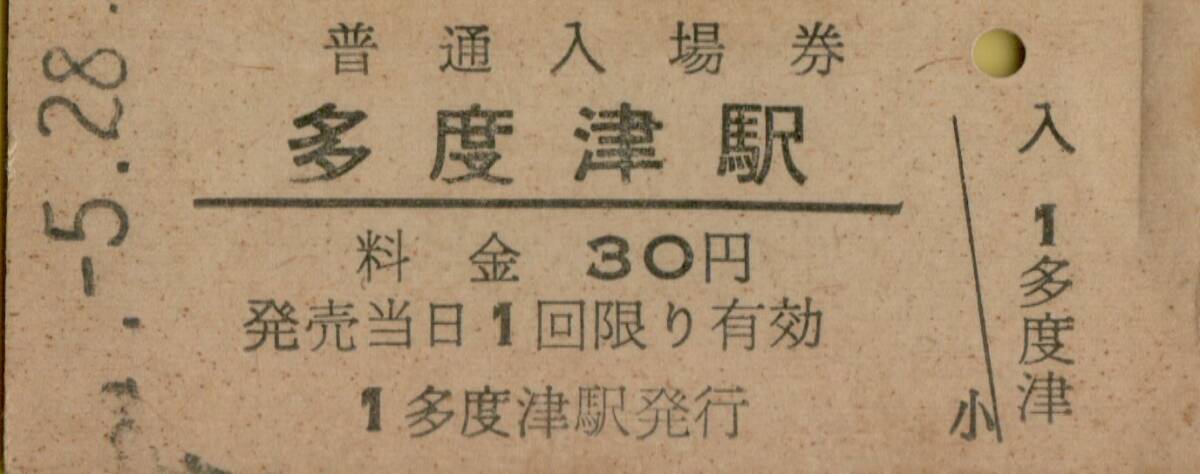 普通入場券
多度津駅
料金 30円
発売当日1回限り有効
1多度津駅発行
入 1多度津
小
-5.28.